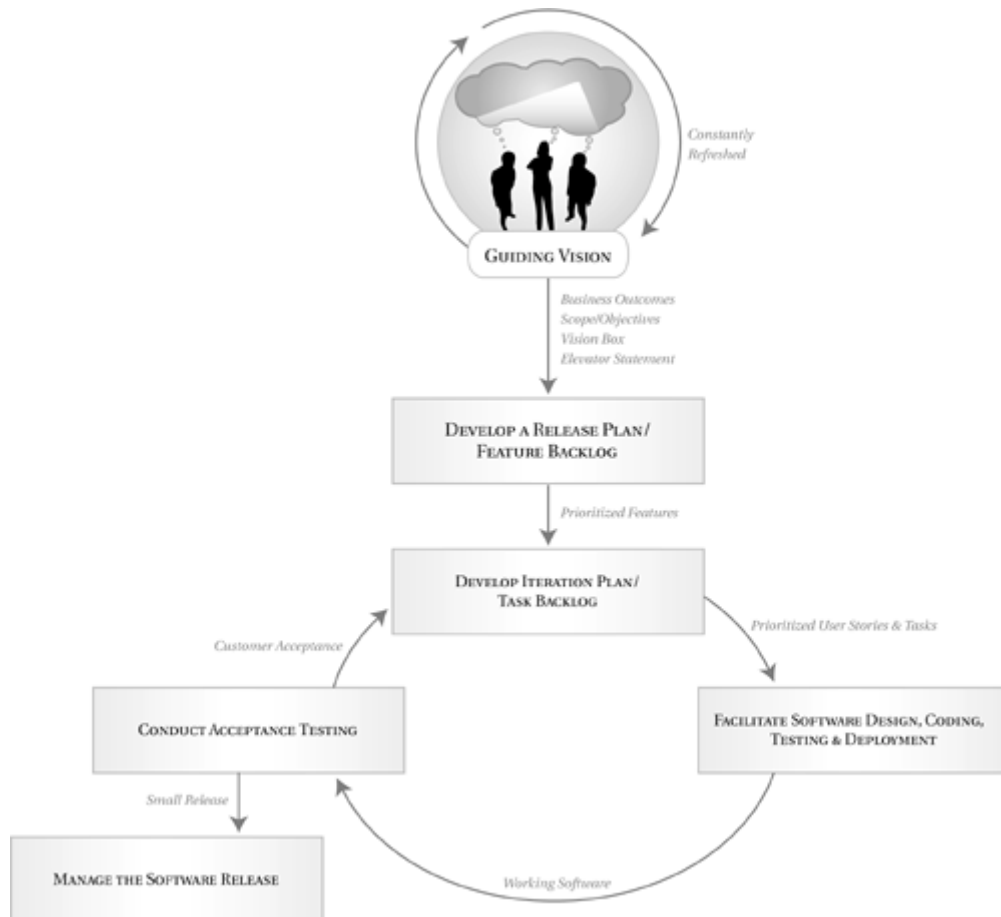 Constantly
Refreshed
GUIDING VISION
Business Outcomes
Scope/Objectives
Vision Box
Elevator Statement
DEVELOP A RELEASE PLAN/
FEATURE BACKLOG
Prioritized Features
DEVELOP ITERATION PLAN/
TASK BACKLOG
Prioritized User Stories & Tasks
Customer Acceptance
CONDUCT ACCEPTANCE TESTING
FACILITATE SOFTWARE DESIGN, CODING,
TESTING & DEPLOYMENT
Small Release
MANAGE THE SOFTWARE RELEASE
Working Software